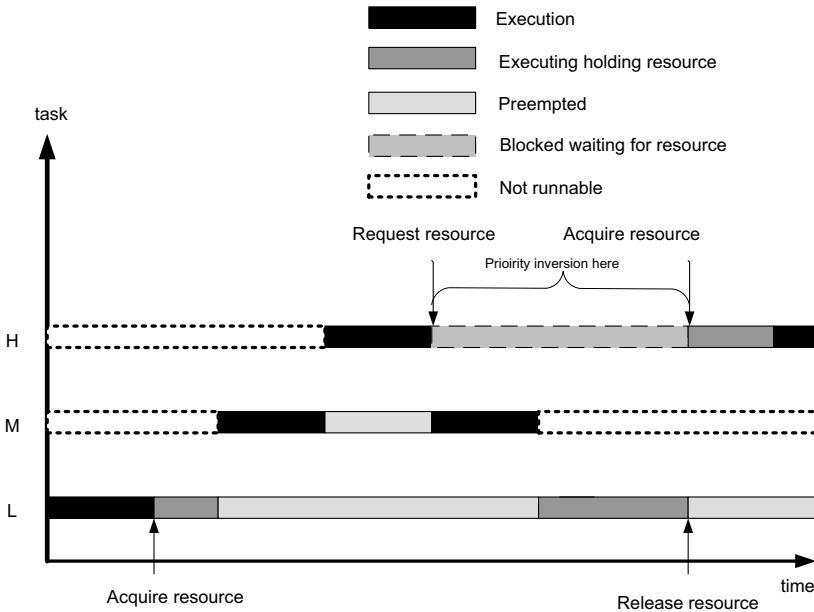 Execution
Executing holding resource
Preempted
Blocked waiting for resource
Not runnable
task
Request resource
Acquire resource
Prioirity inversion here
H
M
L
time
Acquire resource
Release resource